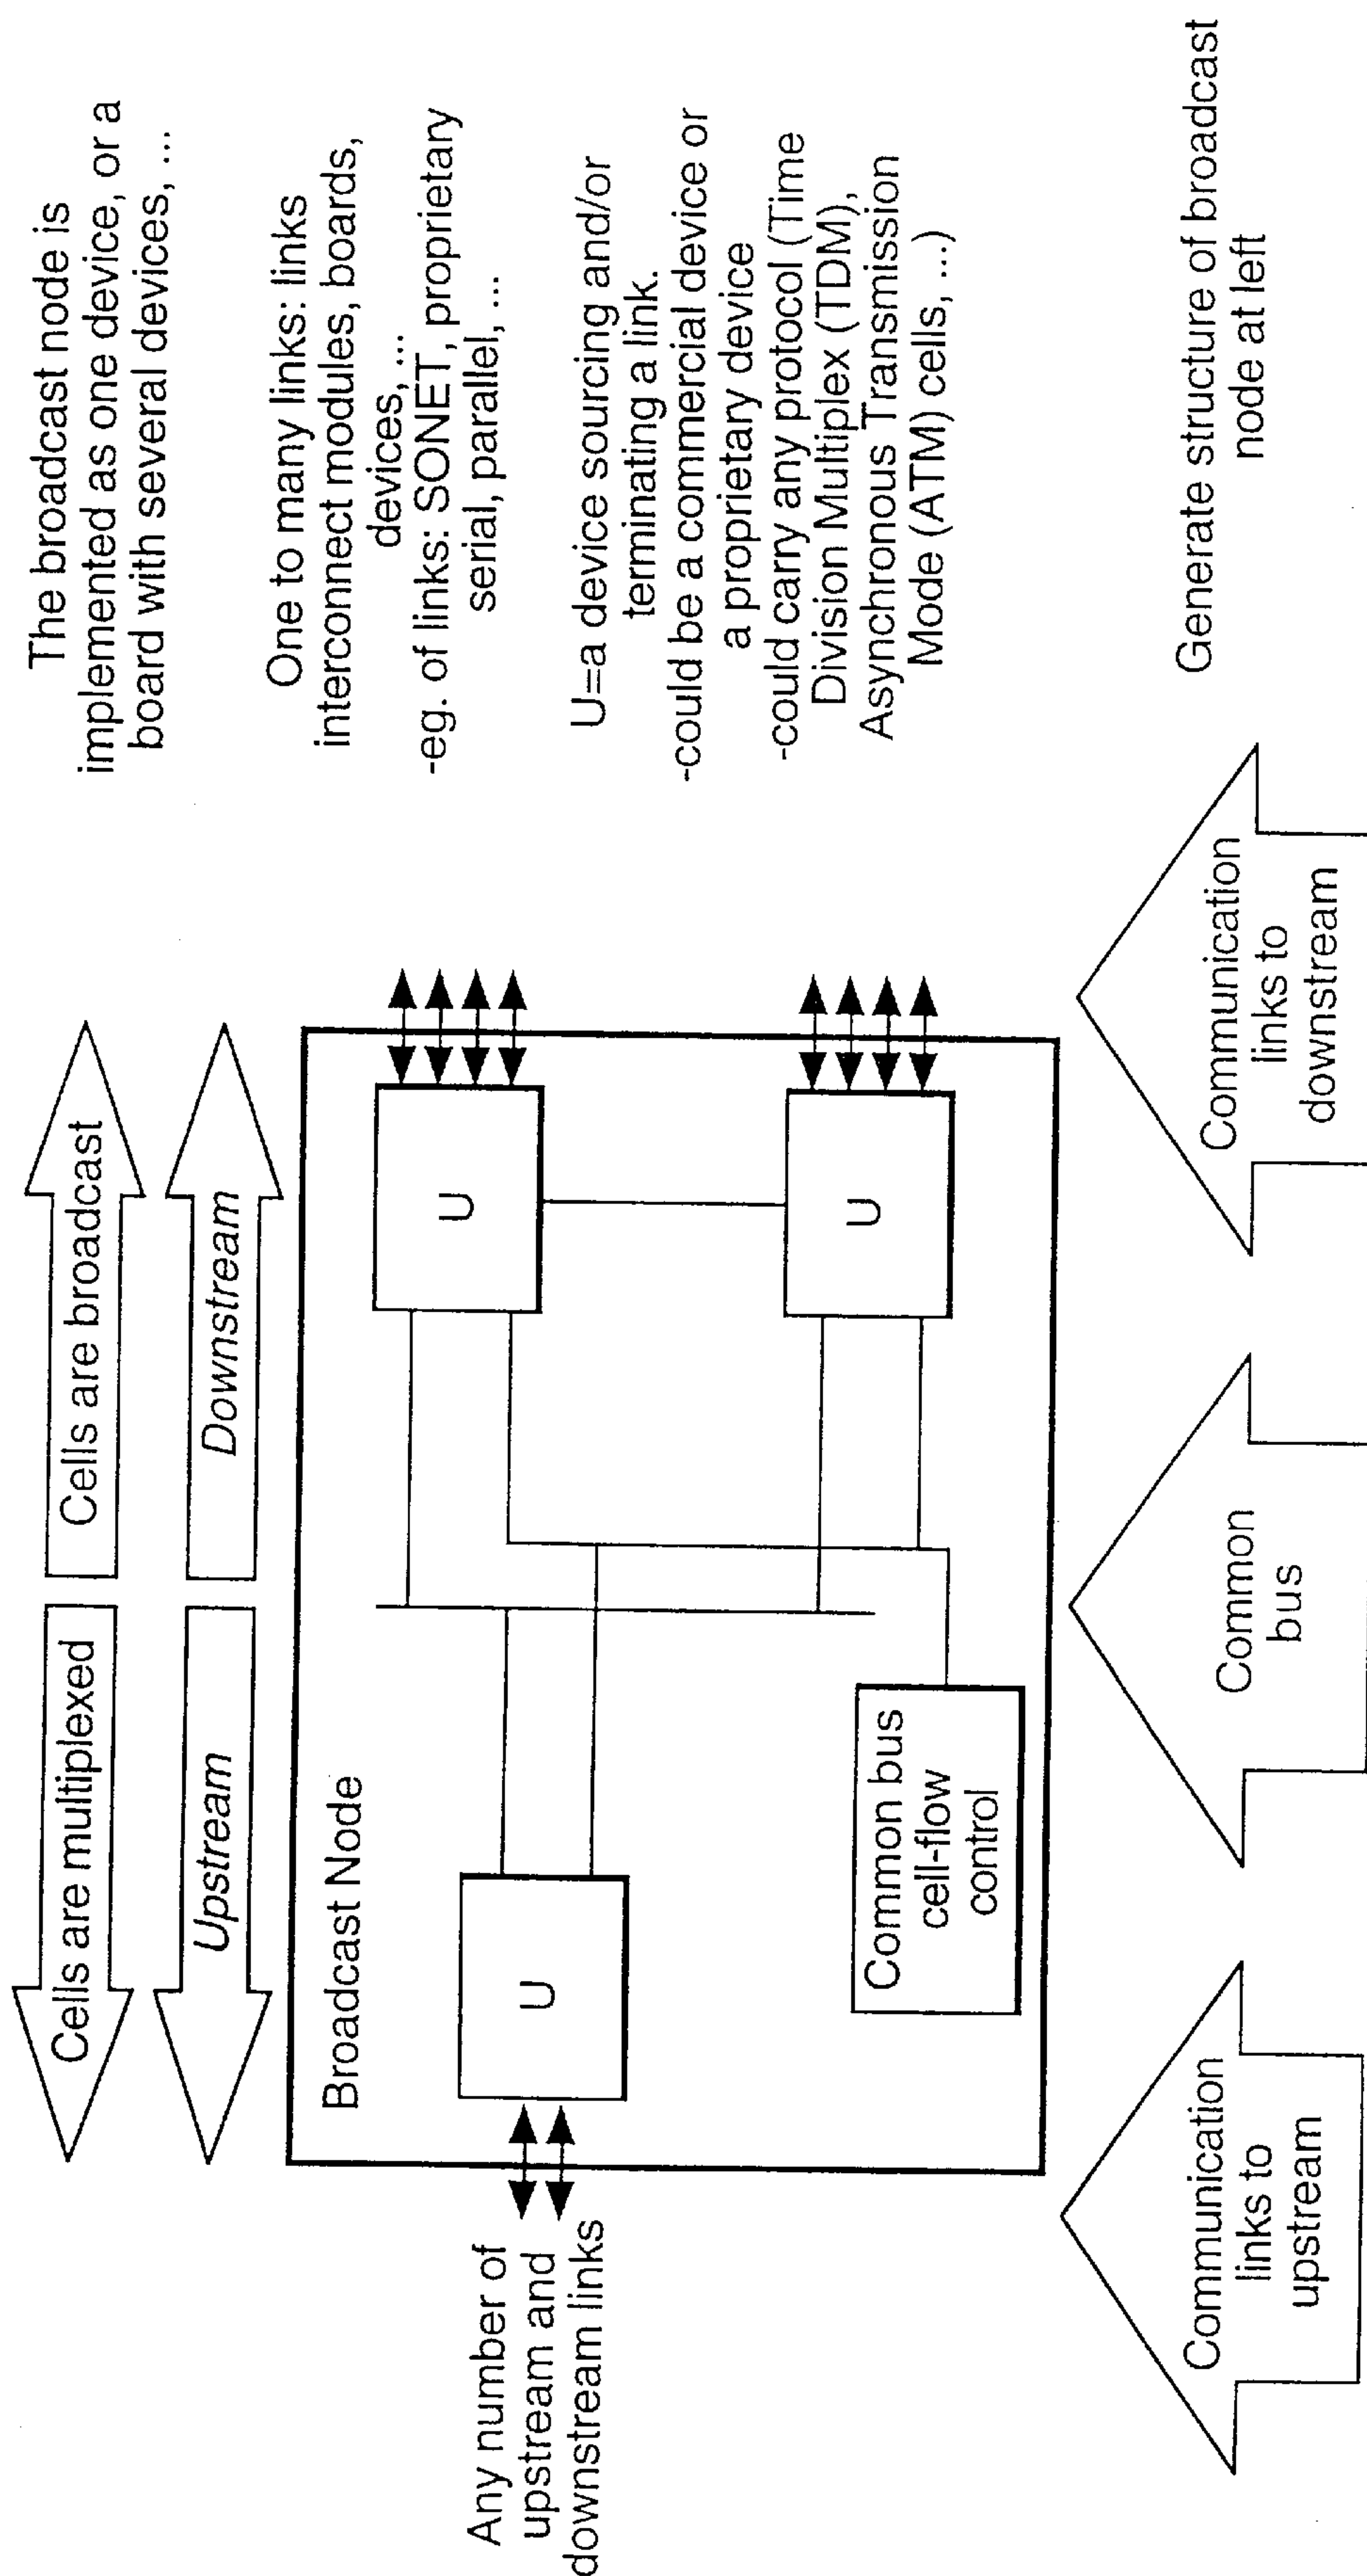 Cells are multiplexed
Cells are broadcast
Upstream
Downstream
The broadcast node is
implemented as one device, or a
board with several devices, ...
Any number of
upstream and
downstream links
Broadcast Node
U
U
U
Common bus
cell-flow
control
One to many links: links
interconnect modules, boards,
devices, ...
-eg. of links: SONET, proprietary
serial, parallel, ...
U=a device sourcing and/or
terminating a link.
-could be a commercial device or
a proprietary device
-could carry any protocol (Time
Division Multiplex (TDM),
Asynchronous Transmission
Mode (ATM) cells, ...)
Communication
links to
upstream
Common
bus
Communication
links to
downstream
Generate structure of broadcast
node at left